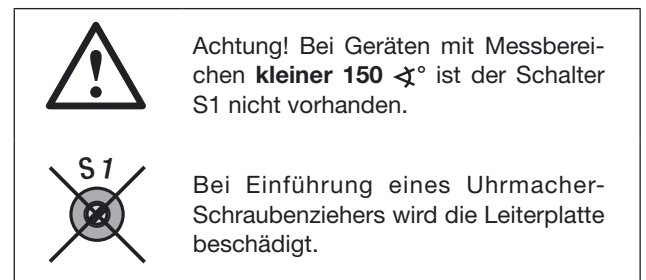 Achtung! Bei Geräten mit Messberei-
chen kleiner 150 ∢° ist der Schalter
S1 nicht vorhanden.
S 1
Bei Einführung eines Uhrmacher-
Schraubenziehers wird die Leiterplatte
beschädigt.